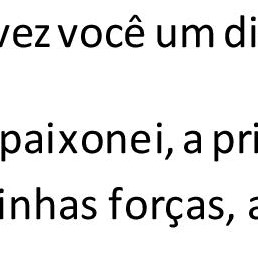 vez você um di
paixonei, a pri
inhas forças, a